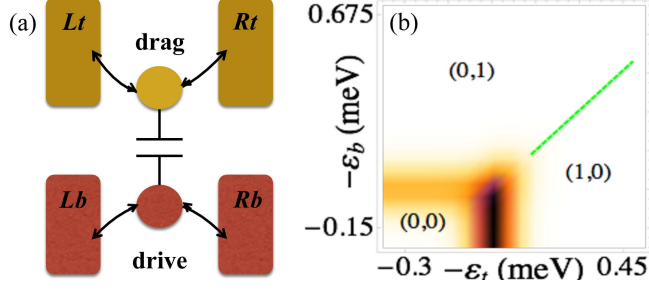 (a)
Lt
Rt
drag
Lb
Rb
drive
(b)
0.675
−ε_b (meV)
−0.15
(0,1)
(1,0)
(0,0)
−0.3
−ε_t (meV)
0.45